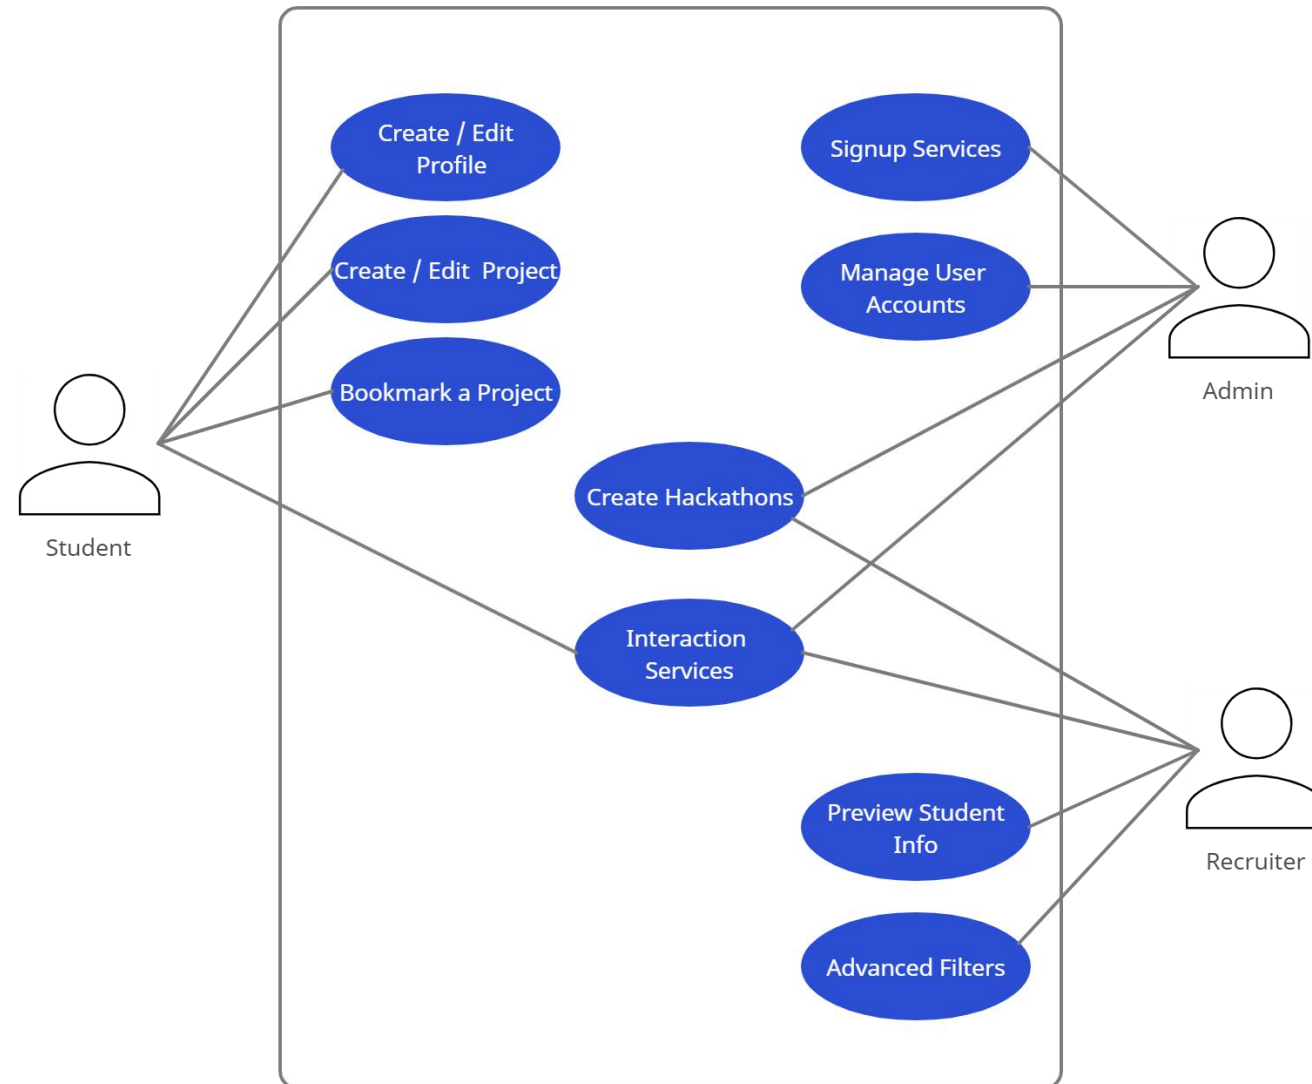 Create / Edit
Profile
Signup Services
Create / Edit  Project
Manage User
Accounts
Bookmark a Project
Admin
Create Hackathons
Student
Interaction
Services
Preview Student
Info
Recruiter
Advanced Filters